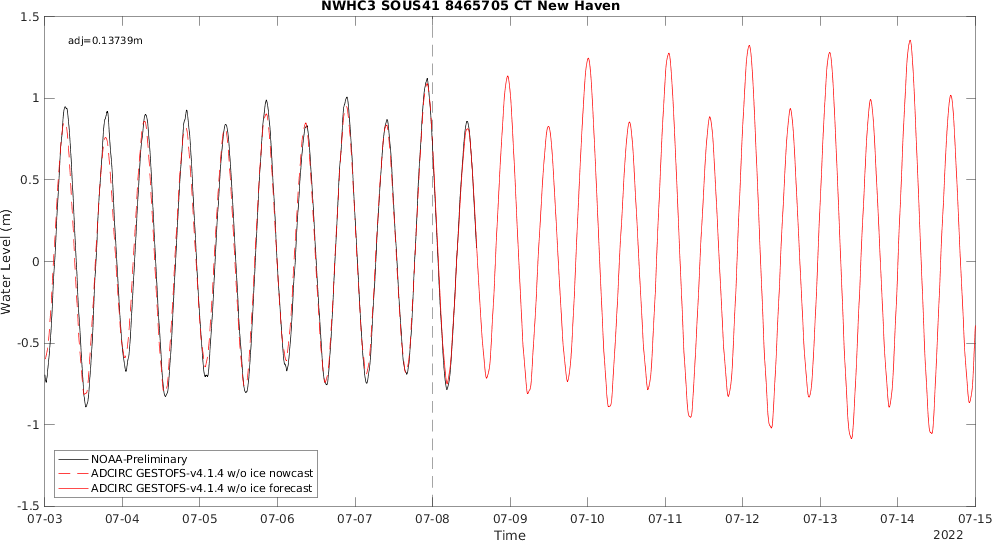 NWHC3 SOUS41 8465705 CT New Haven
adj=0.13739m
1.5
1
0.5
0
-0.5
-1
-1.5
Water Level (m)
NOAA-Preliminary
ADCIRC GESTOFS-v4.1.4 w/o ice nowcast
ADCIRC GESTOFS-v4.1.4 w/o ice forecast
07-03 07-04 07-05 07-06 07-07 07-08 07-09 07-10 07-11 07-12 07-13 07-14 07-15
Time
2022